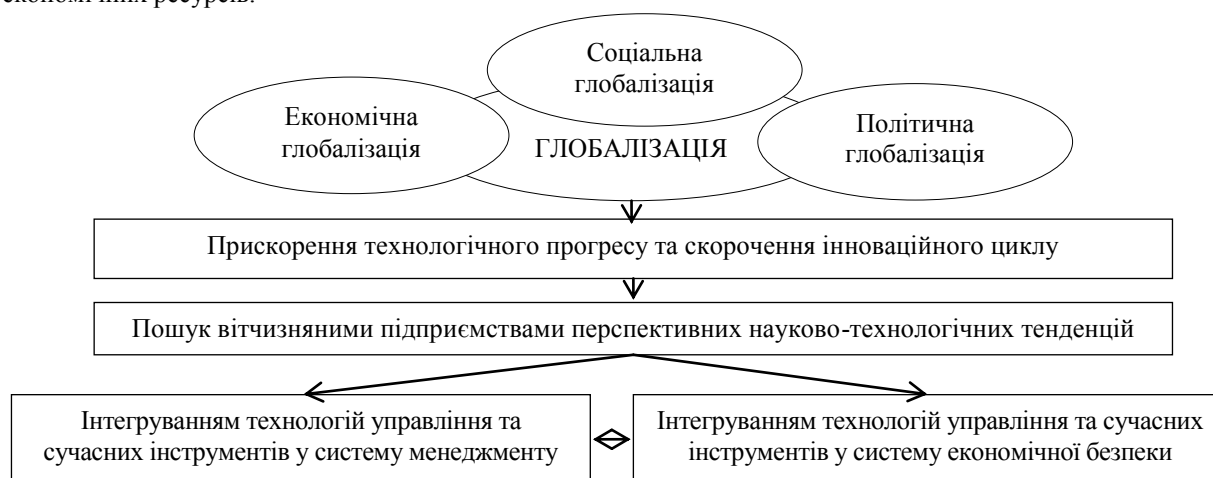 економічних ресурсів.
Соціальна
глобалізація
Економічна
глобалізація
ГЛОБАЛІЗАЦІЯ
Політична
глобалізація
Прискорення технологічного прогресу та скорочення інноваційного циклу
Пошук вітчизняними підприємствами перспективних науково-технологічних тенденцій
Інтегруванням технологій управління та
сучасних інструментів у систему менеджменту
Інтегруванням технологій управління та сучасних
інструментів у систему економічної безпеки